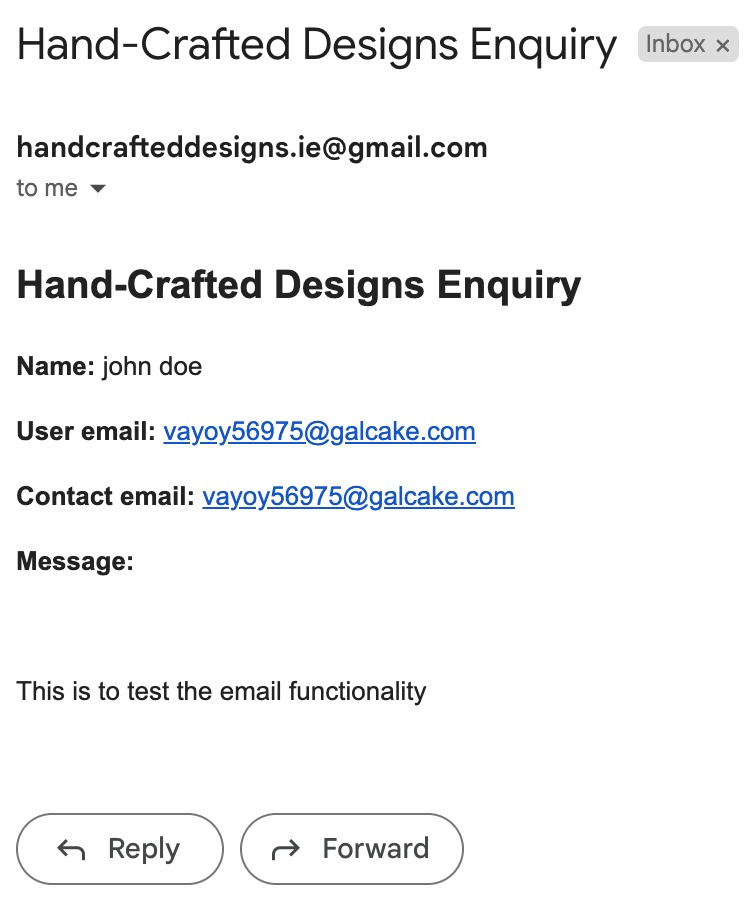 Hand-Crafted Designs Enquiry Inbox ×
handcrafteddesigns.ie@gmail.com
to me
Hand-Crafted Designs Enquiry
Name: john doe
User email: vayoy56975@galcake.com
Contact email: vayoy56975@galcake.com
Message:
This is to test the email functionality
Reply Forward